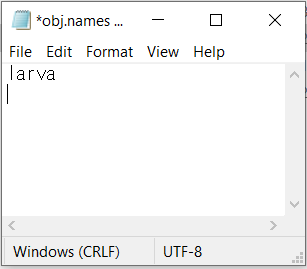 *obj.names ...
File Edit Format View Help
larva
Windows (CRLF) UTF-8